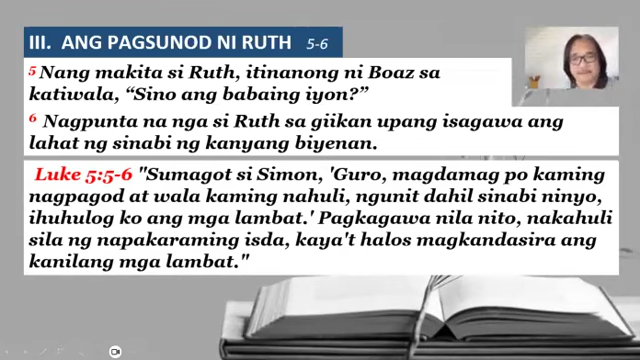 III. ANG PAGSUNOD NI RUTH 5-6
5 Nang makita si Ruth, itinanong ni Boaz sa
katiwala, “Sino ang babaing iyon?”
6 Nagpunta na nga si Ruth sa giikan upang isagawa ang
lahat ng sinabi ng kanyang biyenan.
Luke 5:5-6 "Sumagot si Simon, 'Guro, magdamag po kaming
nagpagod at wala kaming nahuli, ngunit dahil sinabi ninyo,
ihuhulog ko ang mga lambat.' Pagkagawa nila nito, nakahuli
sila ng napakaraming isda, kaya't halos magkandasira ang
kanilang mga lambat."